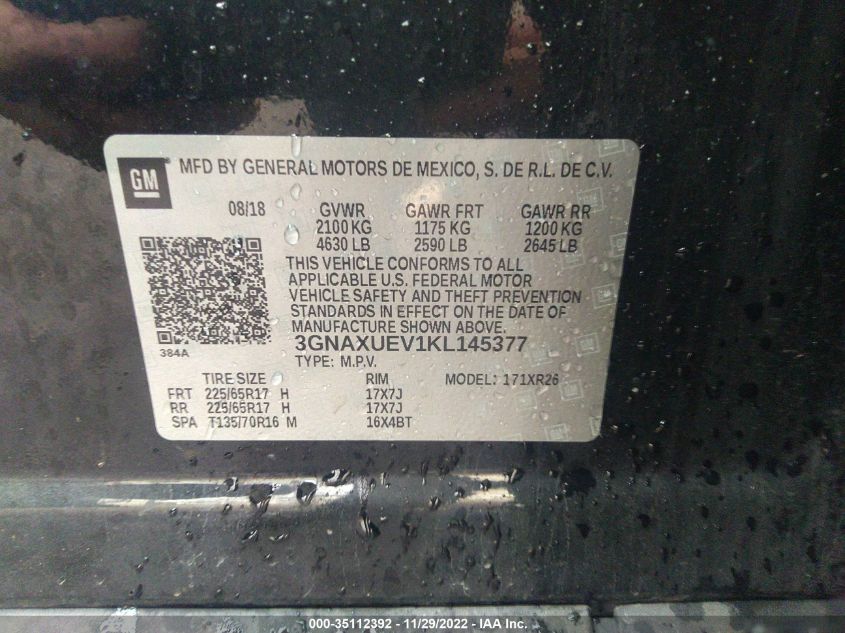 GM
MFD BY GENERAL MOTORS DE MEXICO, S. DE R.L. DE C.V.
08/18 GVWR GAWR FRT GAWR RR
2100 KG 1175 KG 1200 KG
4630 LB 2590 LB 2645 LB
THIS VEHICLE CONFORMS TO ALL
APPLICABLE U.S. FEDERAL MOTOR
VEHICLE SAFETY AND THEFT PREVENTION
STANDARDS IN EFFECT ON THE DATE OF
MANUFACTURE SHOWN ABOVE.
384A
3GNAXUEV1KL145377
TYPE: M.P.V.
TIRE SIZE RIM MODEL: 171XR26
FRT 225/65R17 H 17X7J
RR 225/65R17 H 17X7J
SPA T135/70R16 M 16X4BT
000-35112392 - 11/29/2022 - IAA Inc.